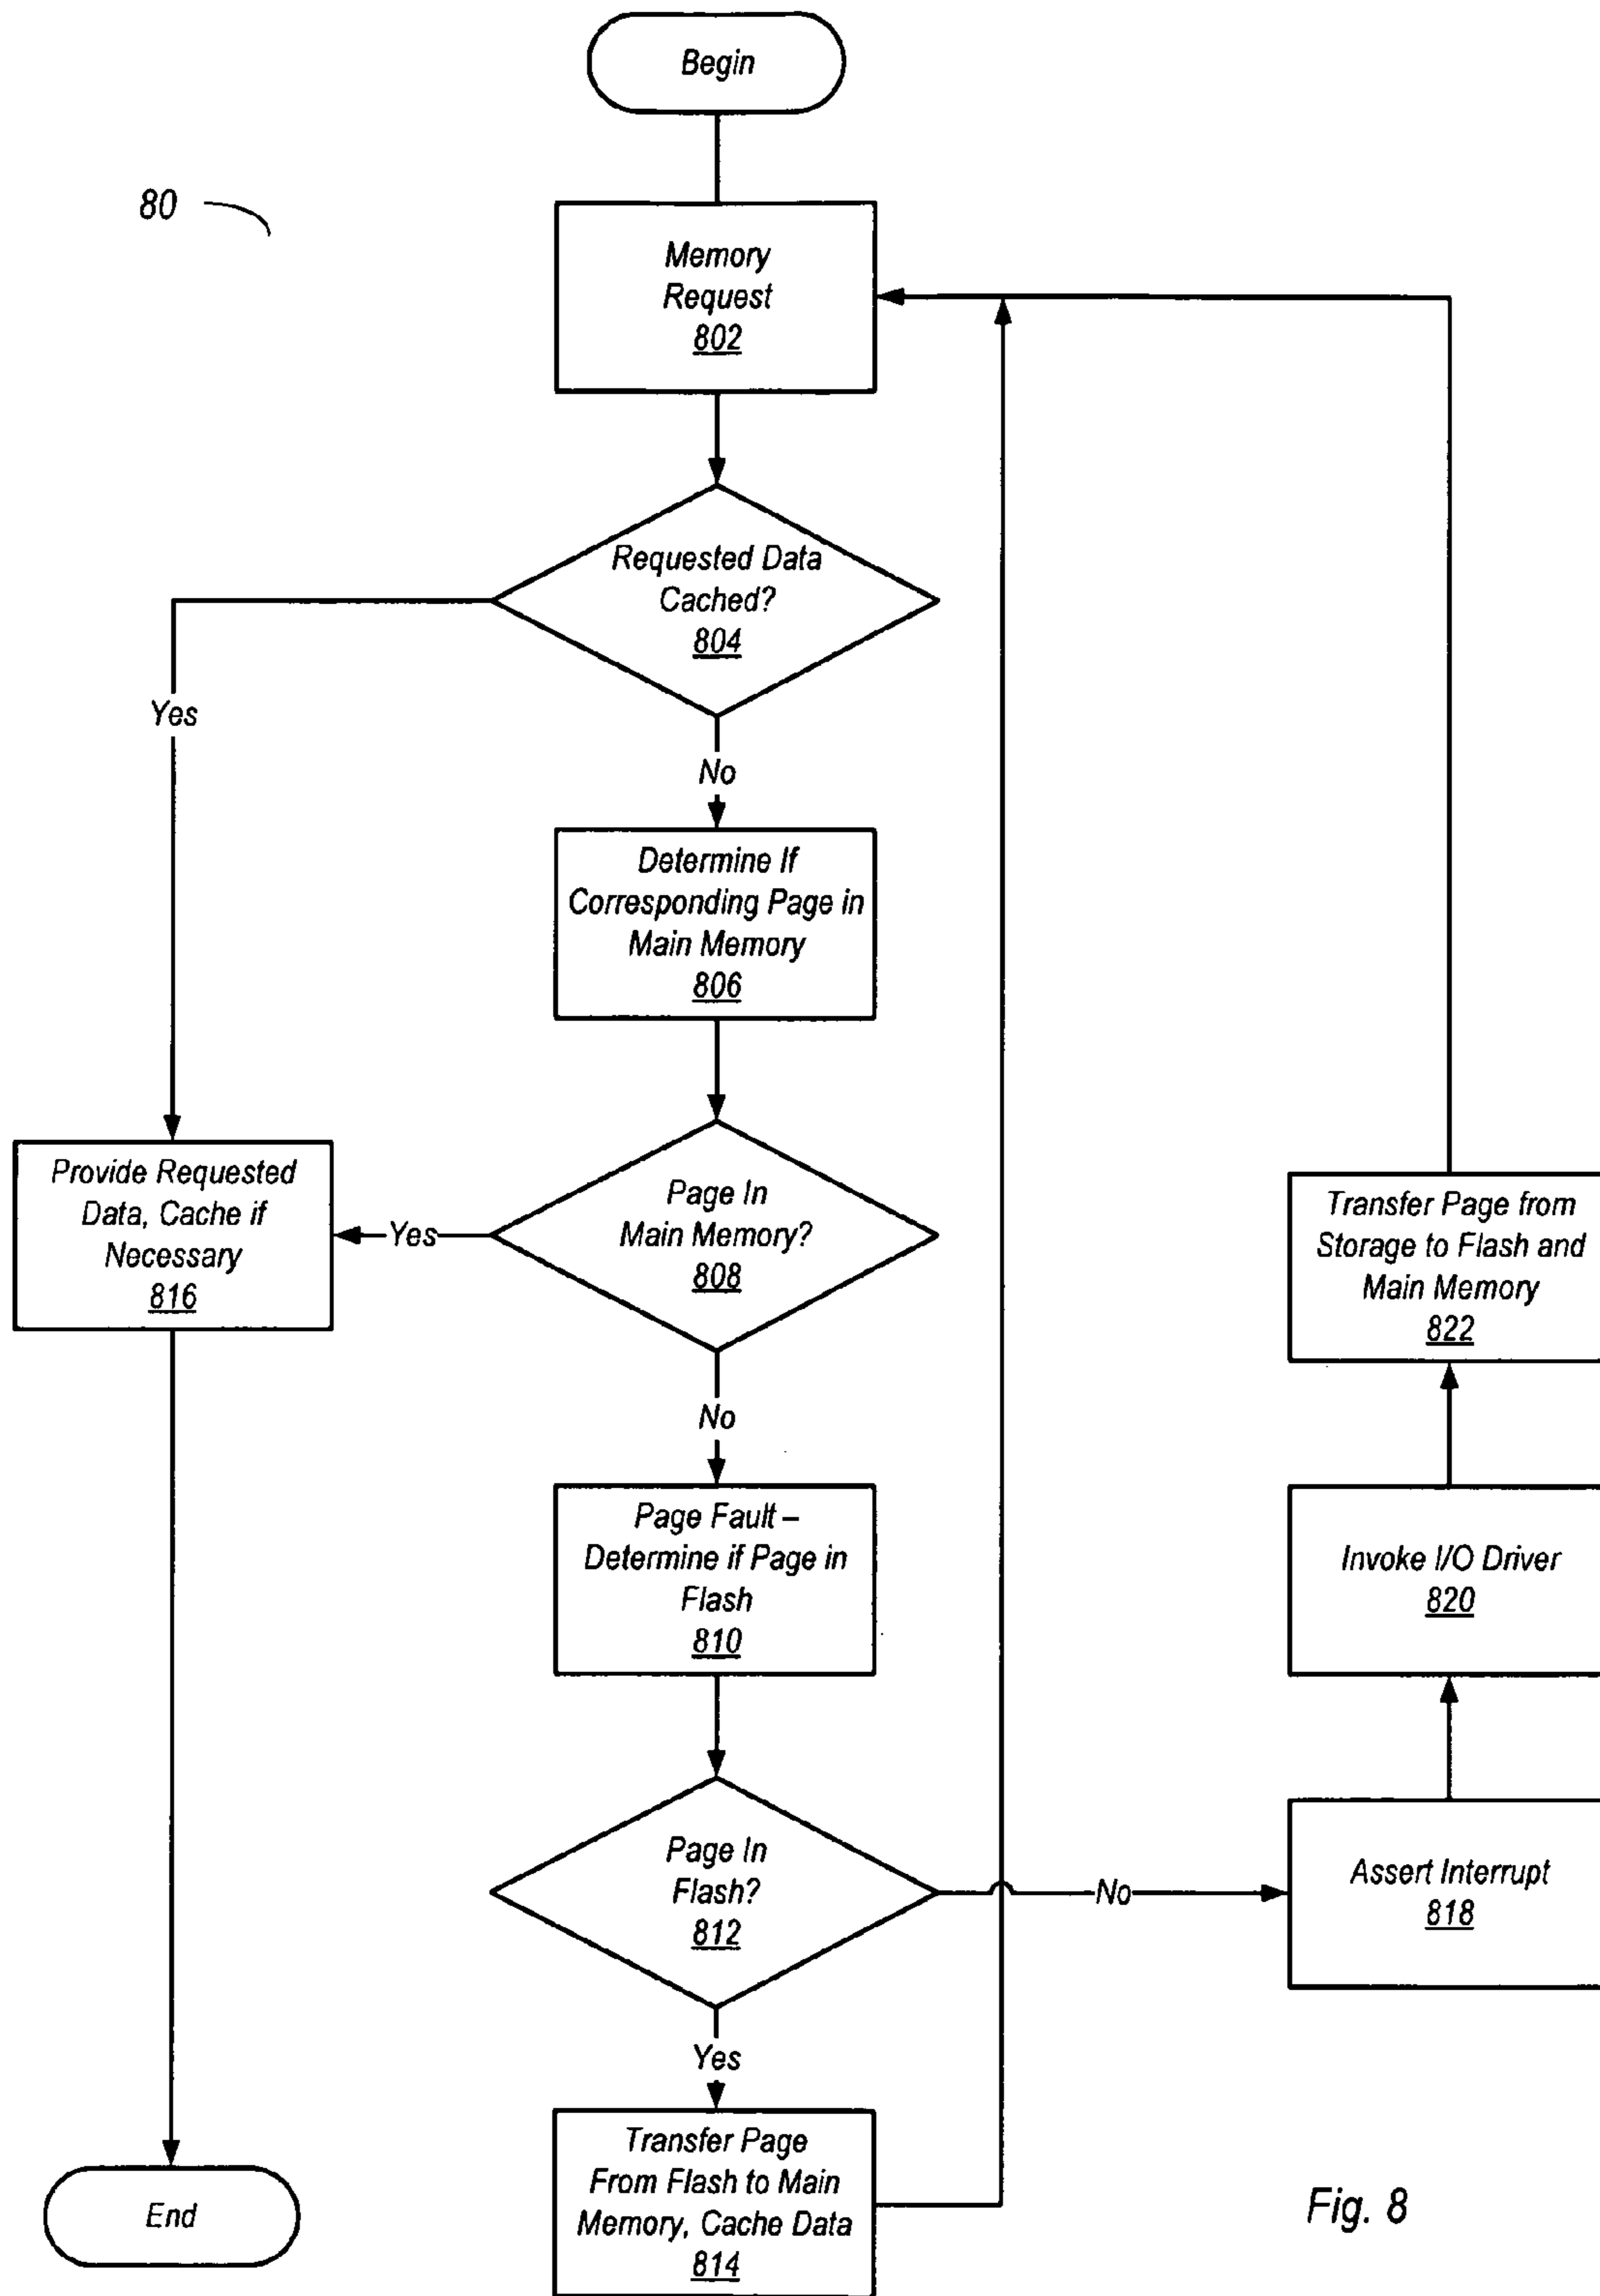 Begin
80
Memory
Request
802
Requested Data
Cached?
804
Yes
No
Determine If
Corresponding Page in
Main Memory
806
Provide Requested
Data, Cache if
Necessary
816
Yes
Page In
Main Memory?
808
Transfer Page from
Storage to Flash and
Main Memory
822
No
Page Fault –
Determine if Page in
Flash
810
Invoke I/O Driver
820
Page In
Flash?
812
No
Assert Interrupt
818
Yes
Transfer Page
From Flash to Main
Memory, Cache Data
814
End
Fig. 8